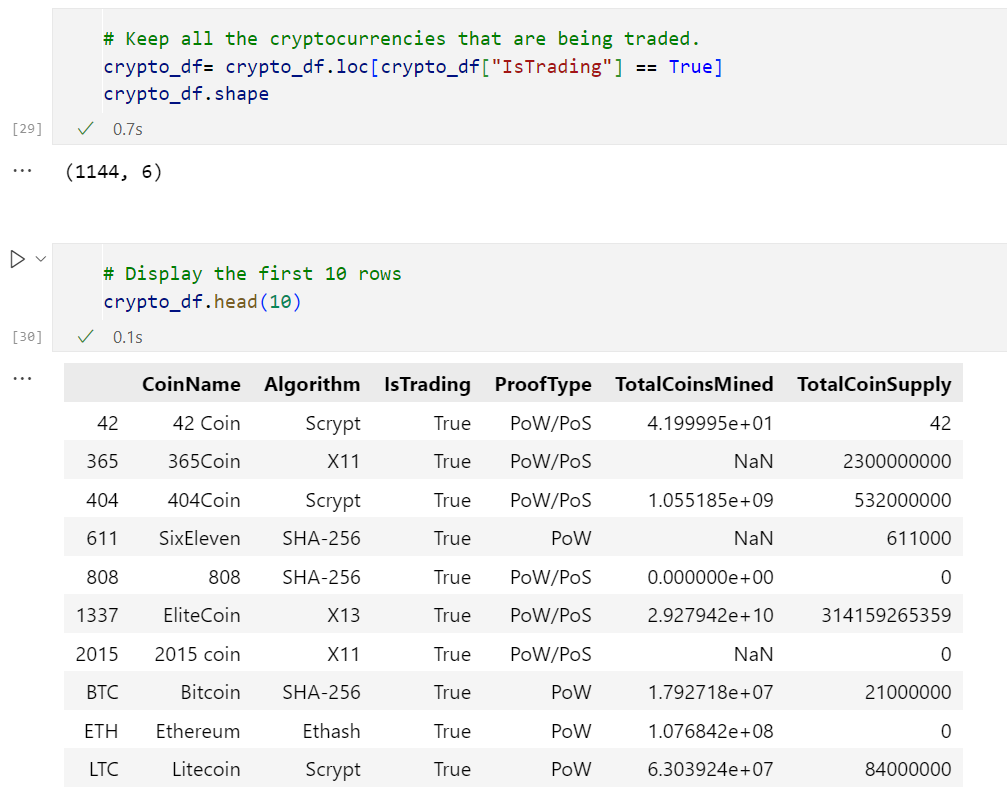 # Keep all the cryptocurrencies that are being traded.
crypto_df= crypto_df.loc[crypto_df["IsTrading"] == True]
crypto_df.shape
[29] ✓ 0.7s
... (1144, 6)
# Display the first 10 rows
crypto_df.head(10)
[30] ✓ 0.1s
...
CoinName Algorithm IsTrading ProofType TotalCoinsMined TotalCoinSupply
42 42 Coin Scrypt True PoW/PoS 4.199995e+01 42
365 365Coin X11 True PoW/PoS NaN 2300000000
404 404Coin Scrypt True PoW/PoS 1.055185e+09 532000000
611 SixEleven SHA-256 True PoW NaN 611000
808 808 SHA-256 True PoW/PoS 0.000000e+00 0
1337 EliteCoin X13 True PoW/PoS 2.927942e+10 314159265359
2015 2015 coin X11 True PoW/PoS NaN 0
BTC Bitcoin SHA-256 True PoW 1.792718e+07 21000000
ETH Ethereum Ethash True PoW 1.076842e+08 0
LTC Litecoin Scrypt True PoW 6.303924e+07 84000000